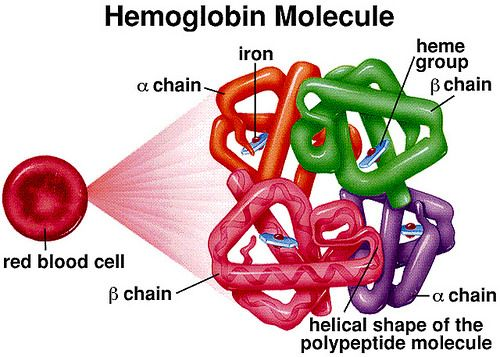 Hemoglobin Molecule
iron
heme
group
α chain
β chain
red blood cell
β chain
α chain
helical shape of the
polypeptide molecule